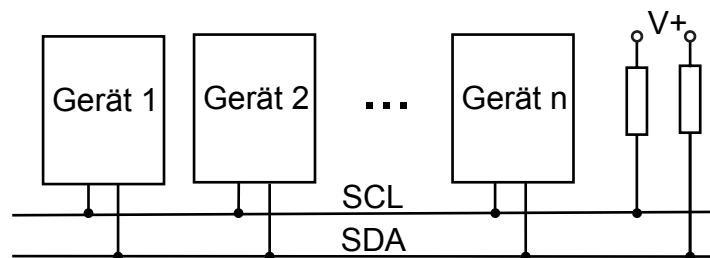 V+
Gerät 1
Gerät 2
...
Gerät n
SCL
SDA